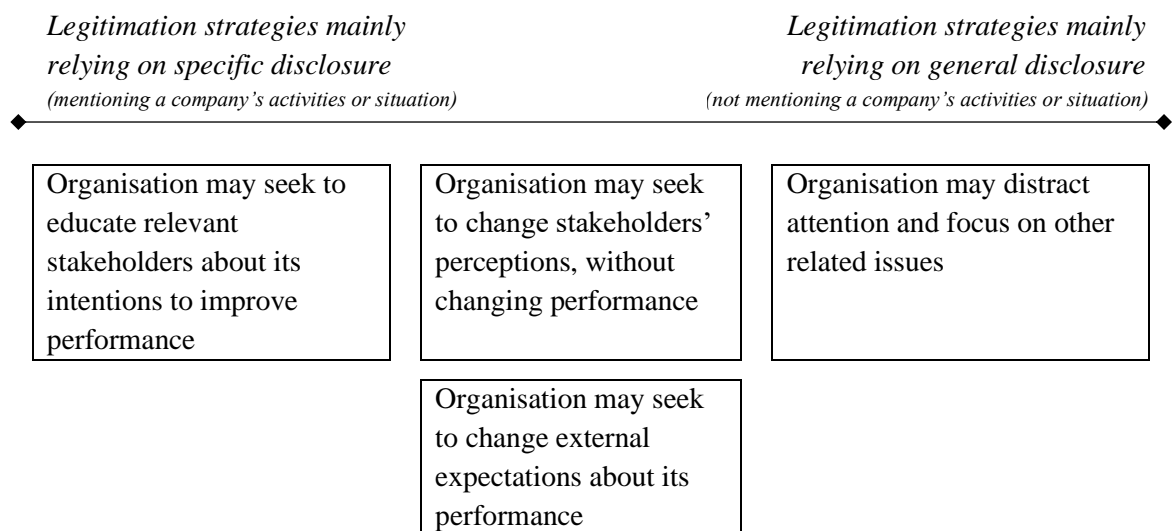 Legitimation strategies mainly
relying on specific disclosure
(mentioning a company's activities or situation)
Legitimation strategies mainly
relying on general disclosure
(not mentioning a company's activities or situation)
Organisation may seek to
educate relevant
stakeholders about its
intentions to improve
performance
Organisation may seek
to change stakeholders'
perceptions, without
changing performance
Organisation may distract
attention and focus on other
related issues
Organisation may seek
to change external
expectations about its
performance